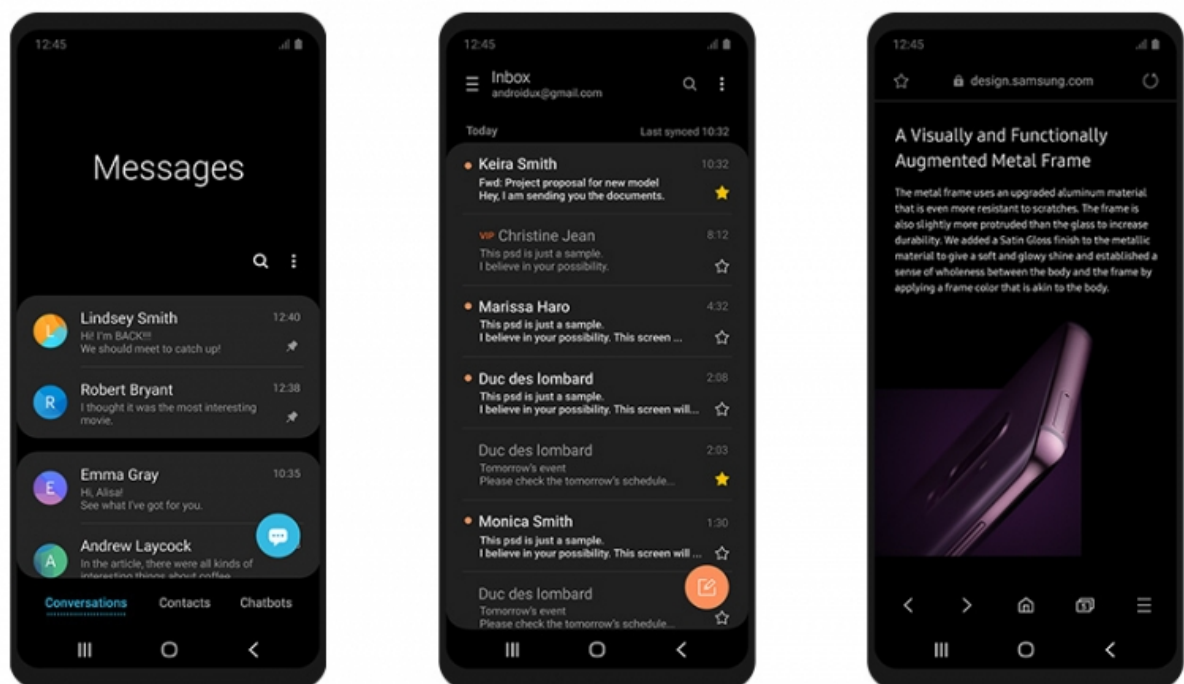 12:45
Messages
Lindsey Smith
12:40
Hi! I'm BACK!!!
We should meet to catch up!
Robert Bryant
12:38
I thought it was the most interesting
movie.
Emma Gray
10:35
Hi, Alisa!
See what I've got for you.
Andrew Laycock
In the article, there were all kinds of
interesting things about coffee
Conversations
Contacts
Chatbots
12:45
Inbox
androidux@gmail.com
Today
Last synced 10:32
Keira Smith
10:32
Fwd: Project proposal for new model
Hey, I am sending you the documents.
VIP Christine Jean
8:12
This psd is just a sample.
I believe in your possibility.
Marissa Haro
4:32
This psd is just a sample.
I believe in your possibility. This screen ...
Duc des lombard
2:08
This psd is just a sample.
I believe in your possibility. This screen will...
Duc des lombard
2:03
Tomorrow's event
Please check the tomorrow's schedule...
Monica Smith
1:30
This psd is just a sample.
I believe in your possibility. This screen will ...
Duc des lombard
Tomorrow's event
Please check the tomorrow's schedule...
12:45
design.samsung.com
A Visually and Functionally
Augmented Metal Frame
The metal frame uses an upgraded aluminum material
that is even more resistant to scratches. The frame is
also slightly more protruded than the glass to increase
durability. We added a Satin Gloss finish to the metallic
material to give a soft and glowy shine and established a
sense of wholeness between the body and the frame by
applying a frame color that is akin to the body.